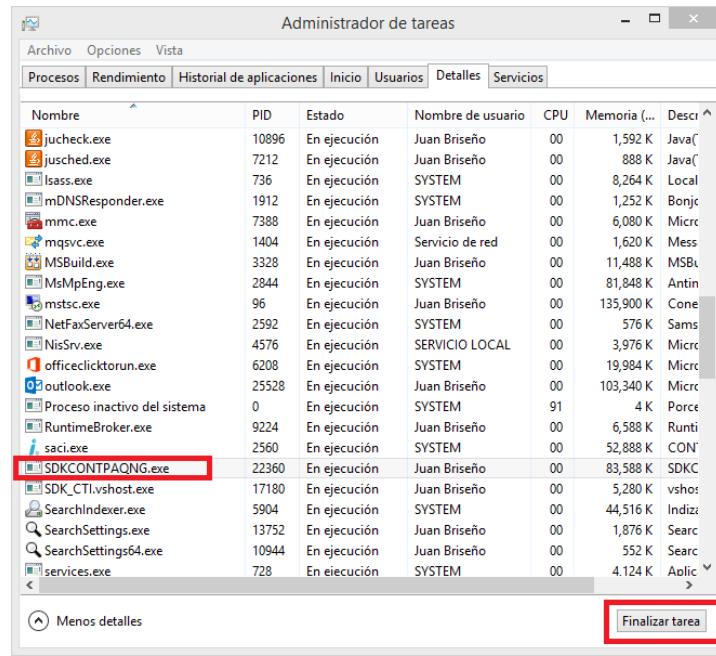 Administrador de tareas
Archivo Opciones Vista
Procesos Rendimiento Historial de aplicaciones Inicio Usuarios Detalles Servicios
Nombre PID Estado Nombre de usuario CPU Memoria (... Descr
jucheck.exe 10896 En ejecución Juan Briseño 00 1,592 K Java(
jusched.exe 7212 En ejecución Juan Briseño 00 888 K Java(
lsass.exe 736 En ejecución SYSTEM 00 8,264 K Local
mDNSResponder.exe 1912 En ejecución SYSTEM 00 1,252 K Bonjo
mmc.exe 7388 En ejecución Juan Briseño 00 6,080 K Micro
mqsvc.exe 1404 En ejecución Servicio de red 00 1,620 K Mess
MSBuild.exe 3328 En ejecución Juan Briseño 00 11,488 K MSBu
MsMpEng.exe 2844 En ejecución SYSTEM 00 81,848 K Antin
mstsc.exe 96 En ejecución Juan Briseño 00 135,900 K Cone
NetFaxServer64.exe 2592 En ejecución SYSTEM 00 576 K Sams
NisSrv.exe 4576 En ejecución SERVICIO LOCAL 00 3,976 K Micro
officeclicktorun.exe 6208 En ejecución SYSTEM 00 19,984 K Micro
outlook.exe 25528 En ejecución Juan Briseño 00 103,340 K Micro
Proceso inactivo del sistema 0 En ejecución SYSTEM 91 4 K Porce
RuntimeBroker.exe 9224 En ejecución Juan Briseño 00 6,588 K Runti
saci.exe 2560 En ejecución SYSTEM 00 52,888 K CON
SDKCONTPAQNG.exe 22360 En ejecución Juan Briseño 00 83,588 K SDKC
SDK_CTI.vshost.exe 17180 En ejecución Juan Briseño 00 5,280 K vshos
SearchIndexer.exe 5904 En ejecución SYSTEM 00 44,516 K Indiza
SearchSettings.exe 13752 En ejecución Juan Briseño 00 1,876 K Searc
SearchSettings64.exe 10944 En ejecución Juan Briseño 00 552 K Searc
services.exe 728 En ejecución SYSTEM 00 4,124 K Aplic
Menos detalles Finalizar tarea